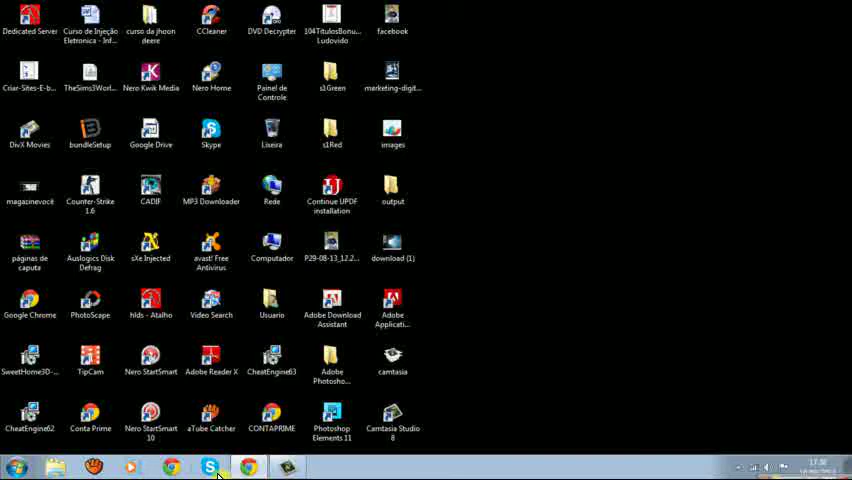 Dedicated Server
Curso de Injeção
Eletronica - Inf...
curso da jhoon
deere
CCleaner
DVD Decrypter
104TitulosBonu...
Ludovido
facebook
Criar-Sites-E-b...
TheSims3Worl...
Nero Kwik Media
Nero Home
Painel de
Controle
s1Green
marketing-digit...
DivX Movies
bundleSetup
Google Drive
Skype
Lixeira
s1Red
images
magazinevocê
Counter-Strike
1.6
CADIF
MP3 Downloader
Rede
Continue UPDF
installation
output
páginas de
caputa
Auslogics Disk
Defrag
sXe Injected
avast! Free
Antivirus
Computador
P29-08-13_12.2...
download (1)
Google Chrome
PhotoScape
hlds - Atalho
Video Search
Usuario
Adobe Download
Assistant
Adobe
Applicati...
SweetHome3D-...
TipCam
Nero StartSmart
Adobe Reader X
CheatEngine63
Adobe
Photosho...
camtasia
CheatEngine62
Conta Prime
Nero StartSmart
10
aTube Catcher
CONTAPRIME
Photoshop
Elements 11
Camtasia Studio
8